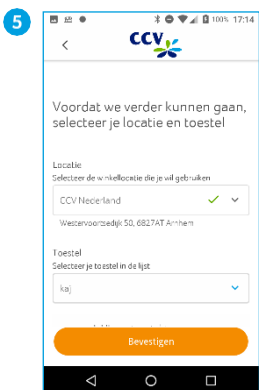 5
100% 17:14
CCV
Voordat we verder kunnen gaan,
selecteer je locatie en toestel
Locatie
Selecteer de winkellocatie die je wil gebruiken
CCV Nederland
Westervoortsedijk 50, 6827AT Arnhem
Toestel
Selecteer je toestel in de lijst
kaj
Bevestigen